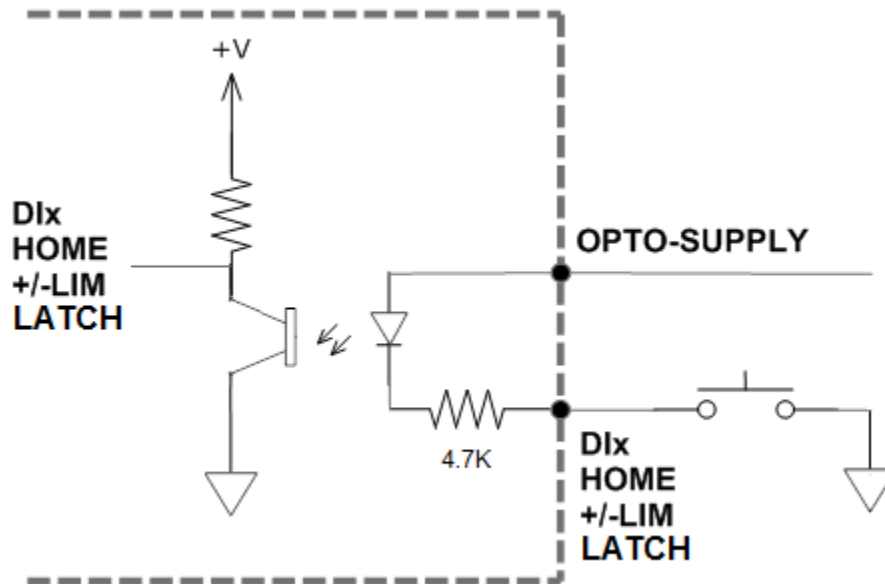 +V
DIx
HOME
+/-LIM
LATCH
OPTO-SUPPLY
4.7K
DIx
HOME
+/-LIM
LATCH